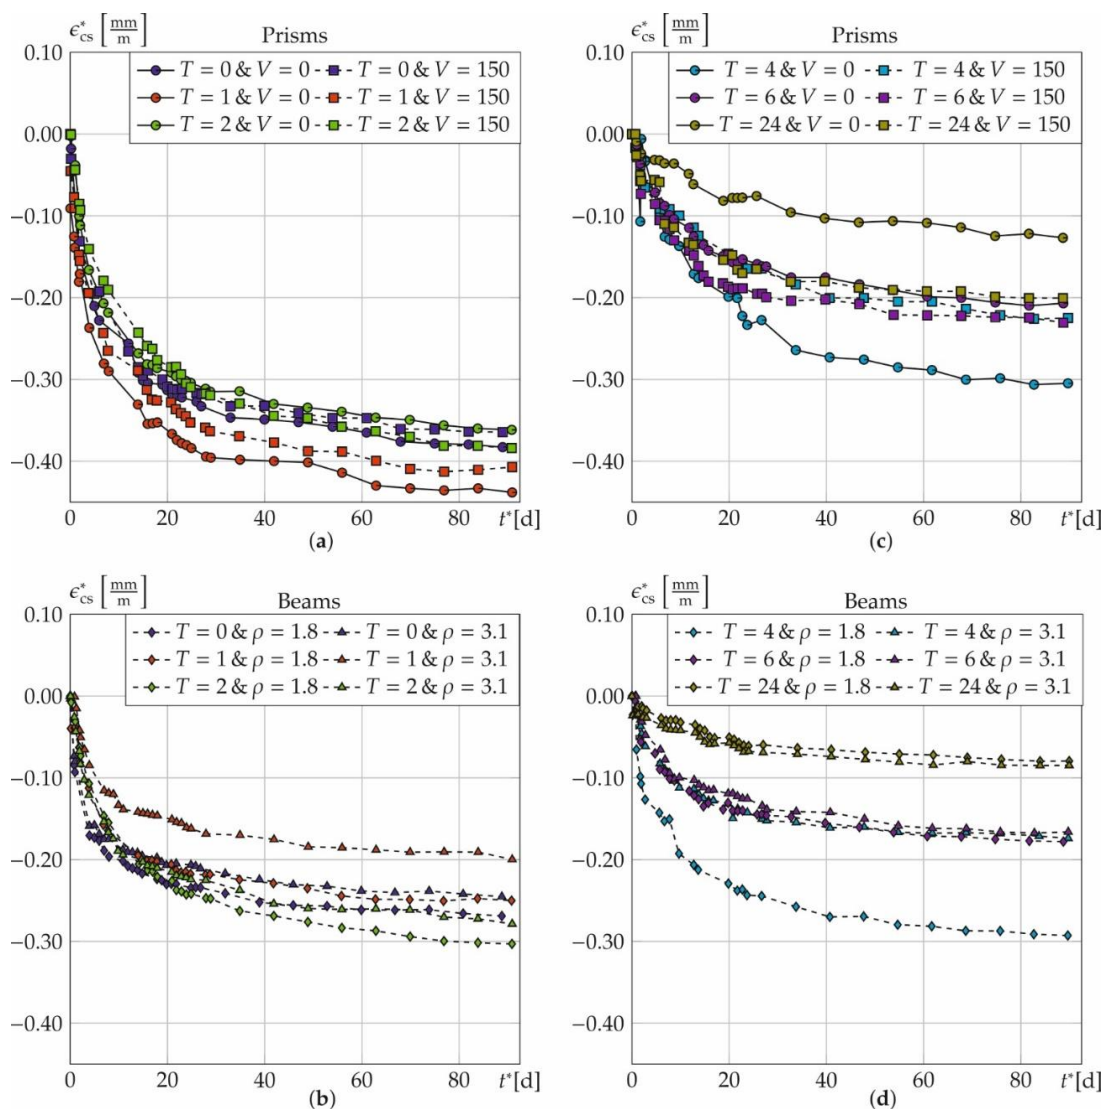 ϵ*cs [mm/m]
Prisms
T = 0 & V = 0 T = 0 & V = 150
T = 1 & V = 0 T = 1 & V = 150
T = 2 & V = 0 T = 2 & V = 150
0.10
0.00
−0.10
−0.20
−0.30
−0.40
0 20 40 60 80 t*[d]
(a)
ϵ*cs [mm/m]
Prisms
T = 4 & V = 0 T = 4 & V = 150
T = 6 & V = 0 T = 6 & V = 150
T = 24 & V = 0 T = 24 & V = 150
0.10
0.00
−0.10
−0.20
−0.30
−0.40
0 20 40 60 80 t*[d]
(c)
ϵ*cs [mm/m]
Beams
T = 0 & ρ = 1.8 T = 0 & ρ = 3.1
T = 1 & ρ = 1.8 T = 1 & ρ = 3.1
T = 2 & ρ = 1.8 T = 2 & ρ = 3.1
0.10
0.00
−0.10
−0.20
−0.30
−0.40
0 20 40 60 80 t*[d]
(b)
ϵ*cs [mm/m]
Beams
T = 4 & ρ = 1.8 T = 4 & ρ = 3.1
T = 6 & ρ = 1.8 T = 6 & ρ = 3.1
T = 24 & ρ = 1.8 T = 24 & ρ = 3.1
0.10
0.00
−0.10
−0.20
−0.30
−0.40
0 20 40 60 80 t*[d]
(d)